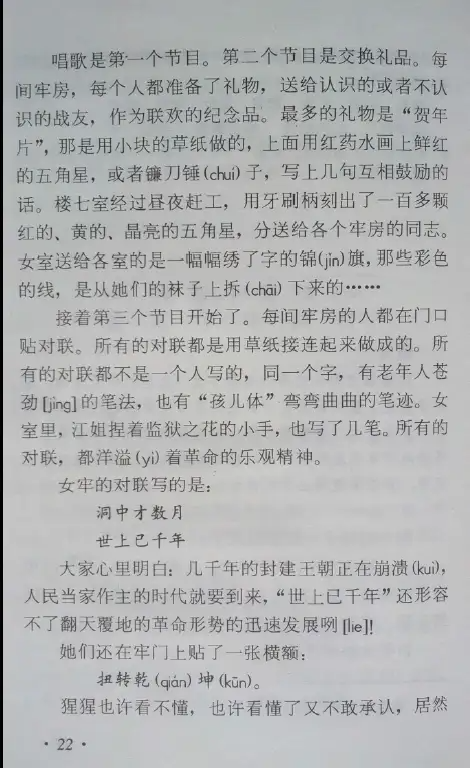 唱歌是第一个节目。第二个节目是交换礼品。每
间牢房，每个人都准备了礼物，送给认识的或者不认
识的战友，作为联欢的纪念品。最多的礼物是“贺年
片”，那是用小块的草纸做的，上面用红药水画上鲜红
的五角星，或者镰刀锤(chuí)子，写上几句互相鼓励的
话。楼七室经过昼夜赶工，用牙刷柄刻出了一百多颗
红的、黄的、晶亮的五角星，分送给各个牢房的同志。
女室送给各室的是一幅幅绣了字的锦(jǐn)旗，那些彩色
的线，是从她们的袜子上拆(chāi)下来的……
接着第三个节目开始了。每间牢房的人都在门口
贴对联。所有的对联都是用草纸接连起来做成的。所
有的对联都不是一个人写的，同一个字，有老年人苍
劲[jìng]的笔法，也有“孩儿体”弯弯曲曲的笔迹。女
室里，江姐捏着监狱之花的小手，也写了几笔。所有的
对联，都洋溢(yì)着革命的乐观精神。
女牢的对联写的是：
洞中才数月
世上已千年
大家心里明白：几千年的封建王朝正在崩溃(kuì)，
人民当家作主的时代就要到来，“世上已千年”还形容
不了翻天覆地的革命形势的迅速发展咧[lie]！
她们还在牢门上贴了一张横额：
扭转乾(qián)坤(kūn)。
猩猩也许看不懂，也许看懂了又不敢承认，居然
·22·